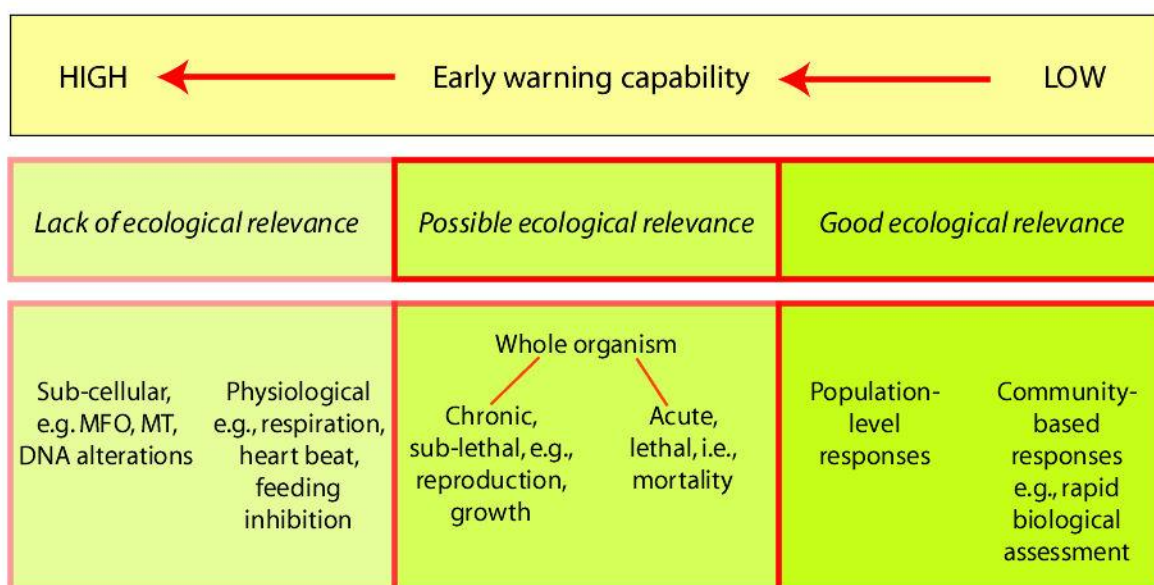 HIGH
Early warning capability
LOW
Lack of ecological relevance
Possible ecological relevance
Good ecological relevance
Sub-cellular,
e.g. MFO, MT,
DNA alterations
Physiological
e.g., respiration,
heart beat,
feeding
inhibition
Whole organism
Chronic,
sub-lethal, e.g.,
reproduction,
growth
Acute,
lethal, i.e.,
mortality
Population-
level
responses
Community-
based
responses
e.g., rapid
biological
assessment